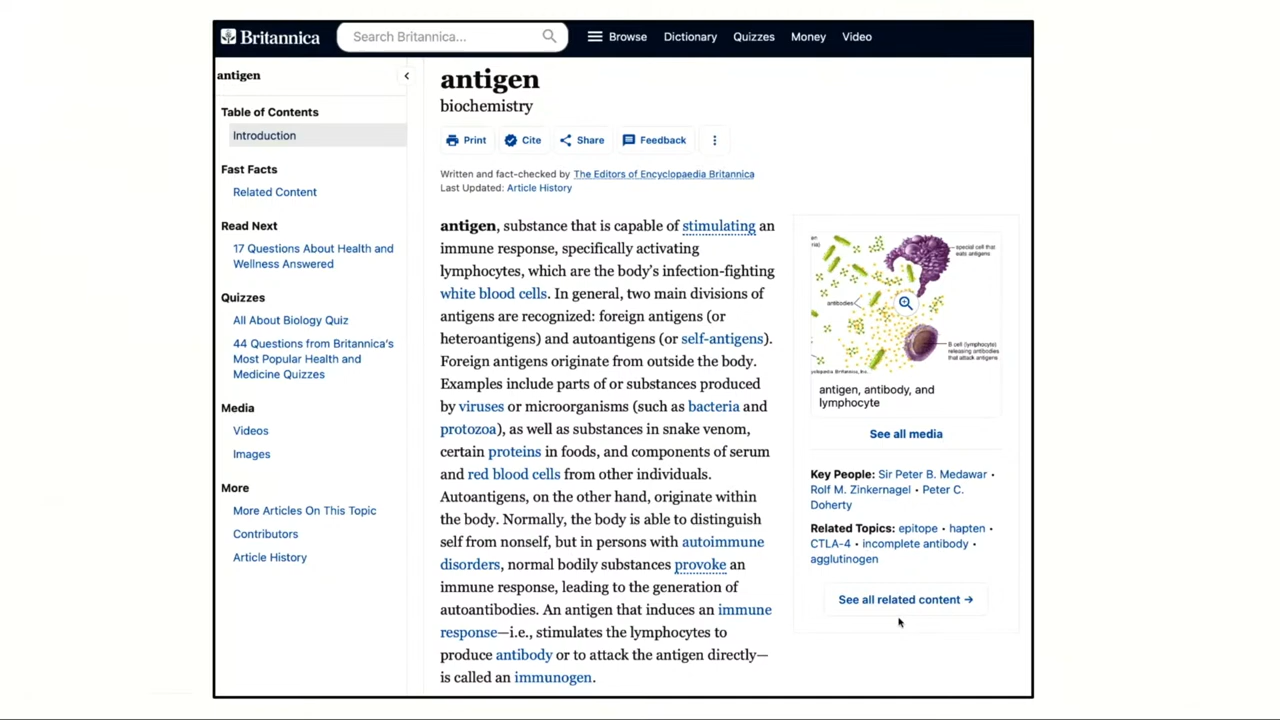 Britannica
Search Britannica...
Browse
Dictionary
Quizzes
Money
Video
antigen
Table of Contents
Introduction
Fast Facts
Related Content
Read Next
17 Questions About Health and
Wellness Answered
Quizzes
All About Biology Quiz
44 Questions from Britannica's
Most Popular Health and
Medicine Quizzes
Media
Videos
Images
More
More Articles On This Topic
Contributors
Article History
antigen
biochemistry
Print
Cite
Share
Feedback
Written and fact-checked by The Editors of Encyclopaedia Britannica
Last Updated: Article History
antigen, substance that is capable of stimulating an
immune response, specifically activating
lymphocytes, which are the body's infection-fighting
white blood cells. In general, two main divisions of
antigens are recognized: foreign antigens (or
heteroantigens) and autoantigens (or self-antigens).
Foreign antigens originate from outside the body.
Examples include parts of or substances produced
by viruses or microorganisms (such as bacteria and
protozoa), as well as substances in snake venom,
certain proteins in foods, and components of serum
and red blood cells from other individuals.
Autoantigens, on the other hand, originate within
the body. Normally, the body is able to distinguish
self from nonself, but in persons with autoimmune
disorders, normal bodily substances provoke an
immune response, leading to the generation of
autoantibodies. An antigen that induces an immune
response—i.e., stimulates the lymphocytes to
produce antibody or to attack the antigen directly—
is called an immunogen.
special cell that
eats antigens
antibodies
B cell (lymphocyte)
releasing antibodies
that attack antigens
antigen, antibody, and
lymphocyte
See all media
Key People: Sir Peter B. Medawar •
Rolf M. Zinkernagel • Peter C.
Doherty
Related Topics: epitope • hapten •
CTLA-4 • incomplete antibody •
agglutinogen
See all related content →